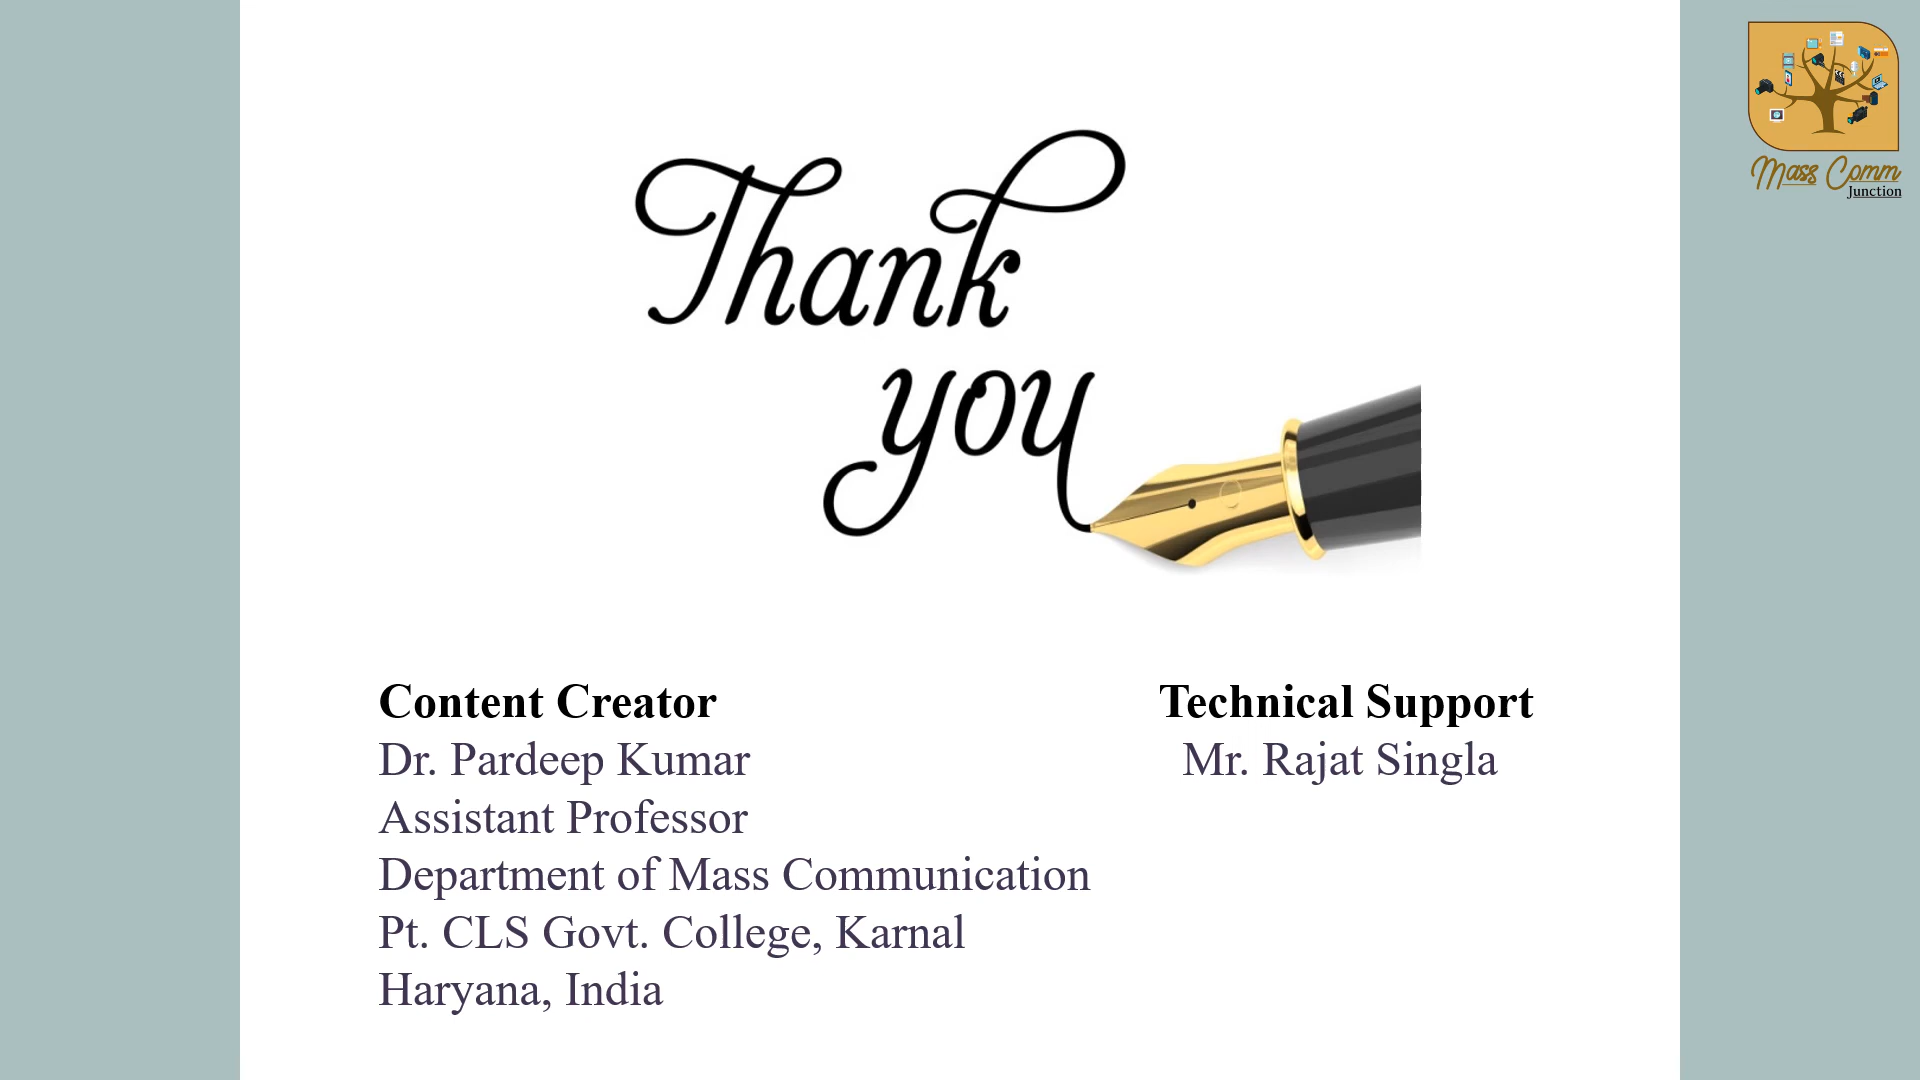 Thank
you
Mass Comm
Junction
Content Creator
Dr. Pardeep Kumar
Assistant Professor
Department of Mass Communication
Pt. CLS Govt. College, Karnal
Haryana, India
Technical Support
Mr. Rajat Singla